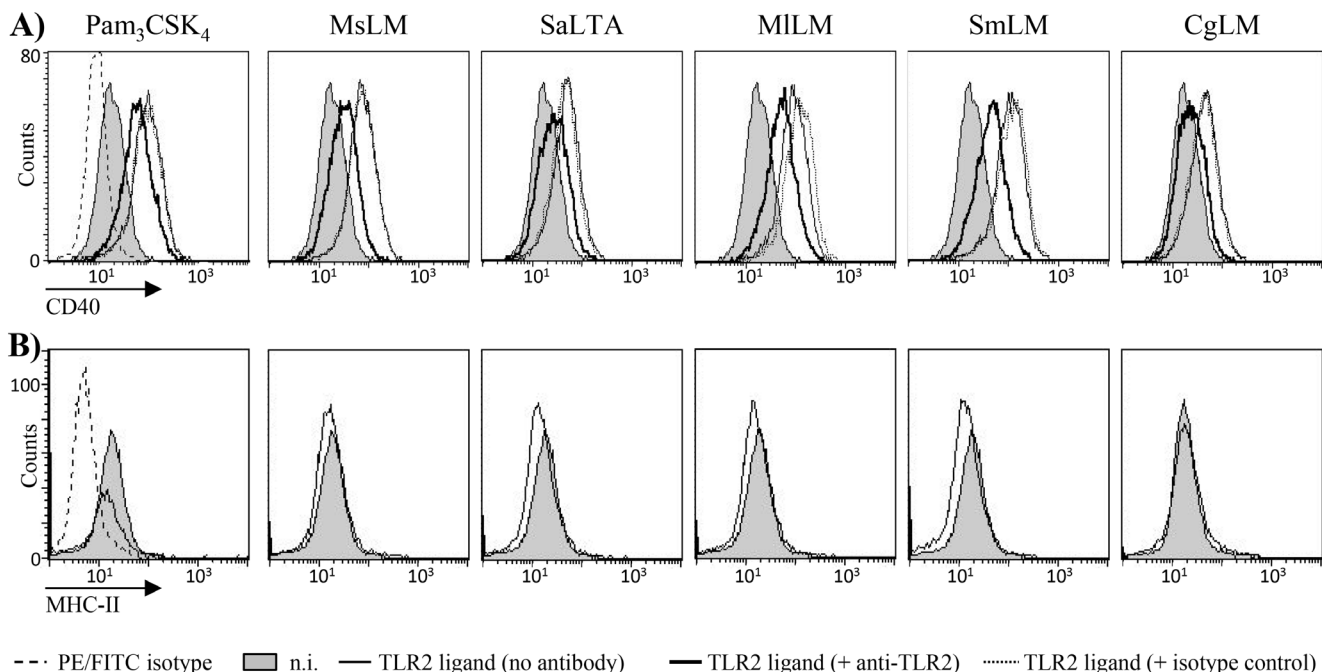 A) Pam₃CSK₄ MsLM SaLTA MlLM SmLM CgLM
80
Counts
0
10¹ 10³ 10¹ 10³ 10¹ 10³ 10¹ 10³ 10¹ 10³ 10¹ 10³
CD40
B)
100
Counts
0
10¹ 10³ 10¹ 10³ 10¹ 10³ 10¹ 10³ 10¹ 10³ 10¹ 10³
MHC-II
PE/FITC isotype n.i. TLR2 ligand (no antibody) TLR2 ligand (+ anti-TLR2) TLR2 ligand (+ isotype control)